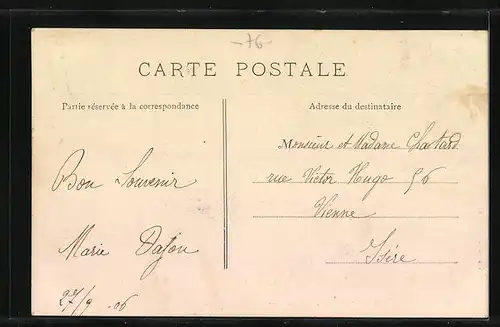 -76-
CARTE POSTALE
Partie réservée à la correspondance
Adresse du destinataire
Monsieur et Madame Chatard
rue Victor Hugo 56
Vienne
Isère
Bon Souvenir
Marie Dajon
27/9 06